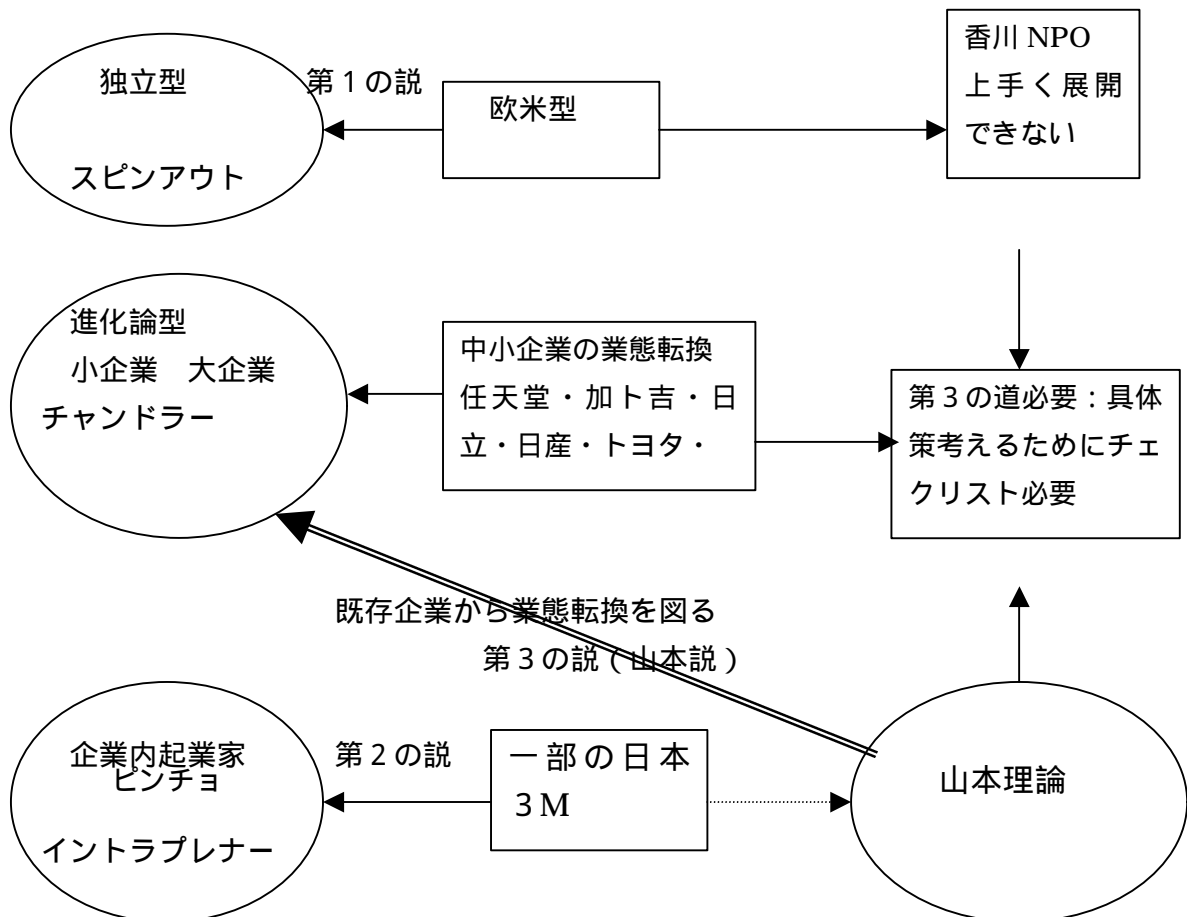 独立型
スピンアウト
第1の説
欧米型
香川 NPO
上手く展開
できない
進化論型
小企業　大企業
チャンドラー
中小企業の業態転換
任天堂・加ト吉・日
立・日産・トヨタ・
第3の道必要：具体
策考えるためにチェ
クリスト必要
既存企業から業態転換を図る
第3の説（山本説）
企業内起業家
ピンチョ
イントラプレナー
第2の説
一部の日本
3M
山本理論